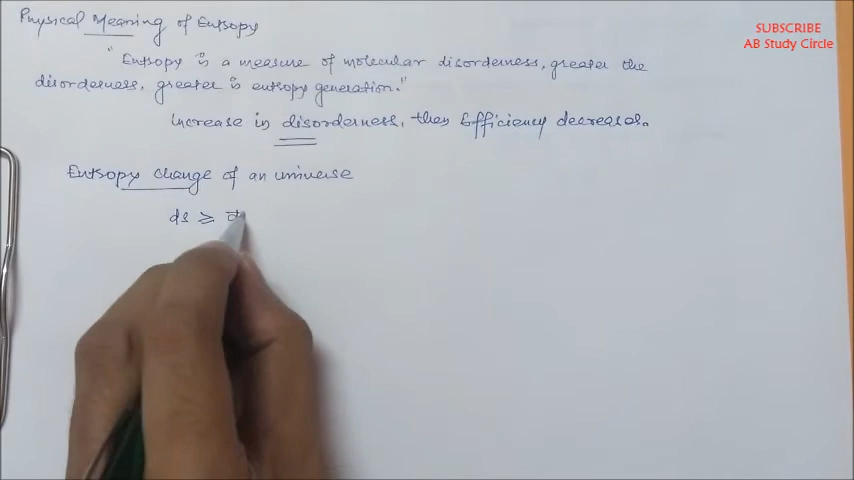 Physical Meaning of Entropy
SUBSCRIBE
AB Study Circle
"Entropy is a measure of molecular disorderness, greater the
disorderness, greater is entropy generation."
Increase in disorderness, then Efficiency decreases.
Entropy change of an universe
ds ≥ đ